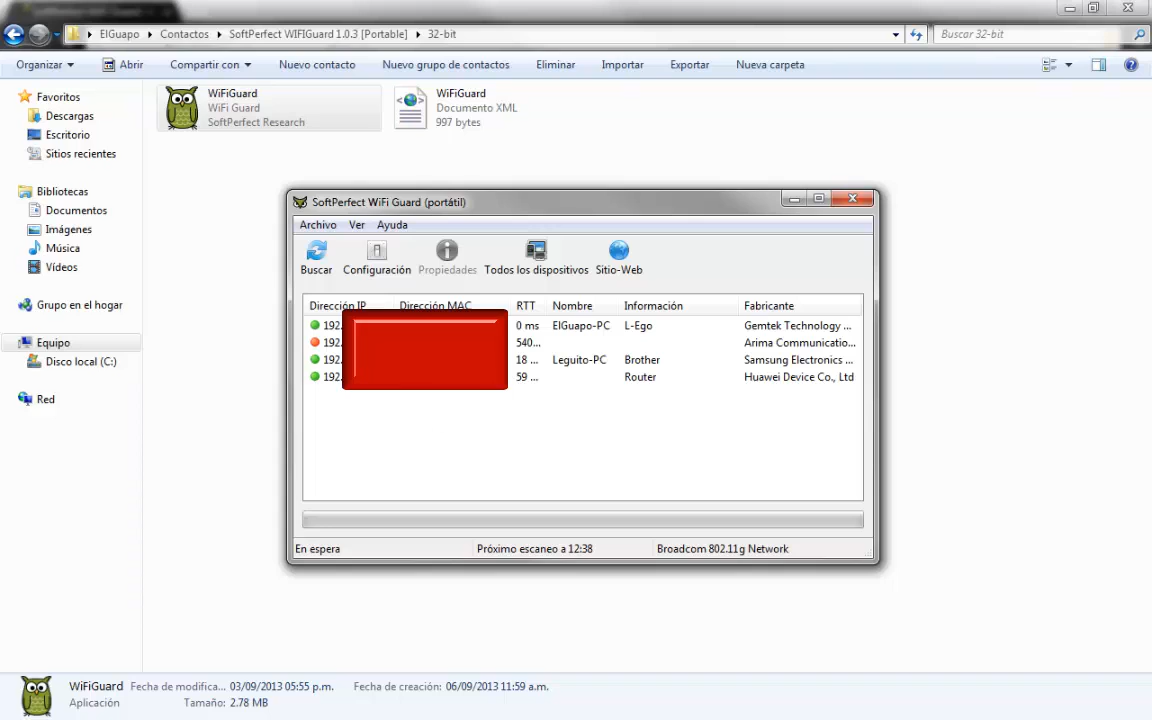 ElGuapo Contactos SoftPerfect WIFIGuard 1.0.3 [Portable] 32-bit
Buscar 32-bit
Organizar Abrir Compartir con Nuevo contacto Nuevo grupo de contactos Eliminar Importar Exportar Nueva carpeta
Favoritos
Descargas
Escritorio
Sitios recientes
Bibliotecas
Documentos
Imágenes
Música
Vídeos
Grupo en el hogar
Equipo
Disco local (C:)
Red
WiFiGuard
WiFi Guard
SoftPerfect Research
WiFiGuard
Documento XML
997 bytes
SoftPerfect WiFi Guard (portátil)
Archivo Ver Ayuda
Buscar Configuración Propiedades Todos los dispositivos Sitio-Web
Dirección IP Dirección MAC RTT Nombre Información Fabricante
192. 0 ms ElGuapo-PC L-Ego Gemtek Technology ...
192. 540... Arima Communicatio...
192. 18 ... Leguito-PC Brother Samsung Electronics ...
192. 59 ... Router Huawei Device Co., Ltd
En espera Próximo escaneo a 12:38 Broadcom 802.11g Network
WiFiGuard Fecha de modifica... 03/09/2013 05:55 p.m. Fecha de creación: 06/09/2013 11:59 a.m.
Aplicación Tamaño: 2.78 MB